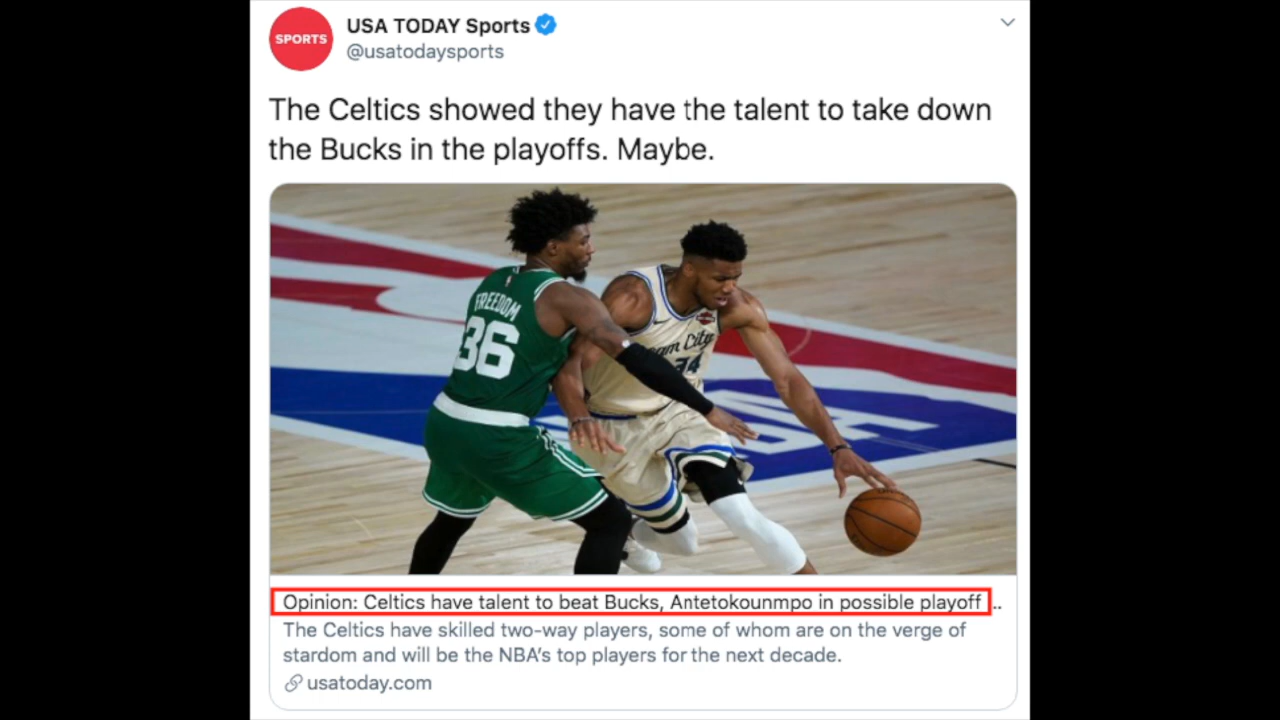 USA TODAY Sports
SPORTS
@usatodaysports
The Celtics showed they have the talent to take down
the Bucks in the playoffs. Maybe.
FREEDOM
36
34
Opinion: Celtics have talent to beat Bucks, Antetokounmpo in possible playoff ..
The Celtics have skilled two-way players, some of whom are on the verge of
stardom and will be the NBA's top players for the next decade.
usatoday.com